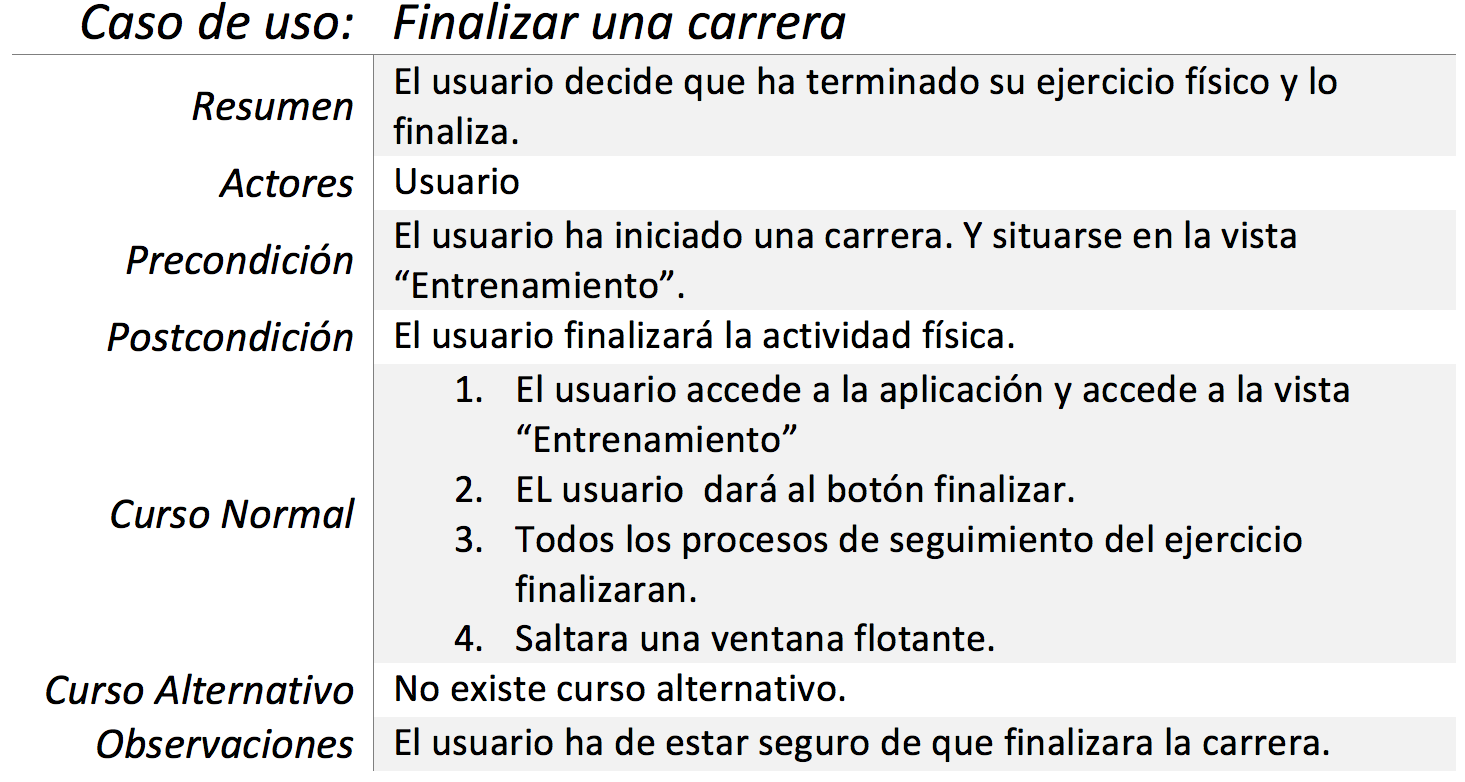 Caso de uso: Finalizar una carrera
Resumen El usuario decide que ha terminado su ejercicio físico y lo
finaliza.
Actores Usuario
Precondición El usuario ha iniciado una carrera. Y situarse en la vista
“Entrenamiento”.
Postcondición El usuario finalizará la actividad física.
Curso Normal
1. El usuario accede a la aplicación y accede a la vista
“Entrenamiento”
2. EL usuario  dará al botón finalizar.
3. Todos los procesos de seguimiento del ejercicio
finalizaran.
4. Saltara una ventana flotante.
Curso Alternativo No existe curso alternativo.
Observaciones El usuario ha de estar seguro de que finalizara la carrera.